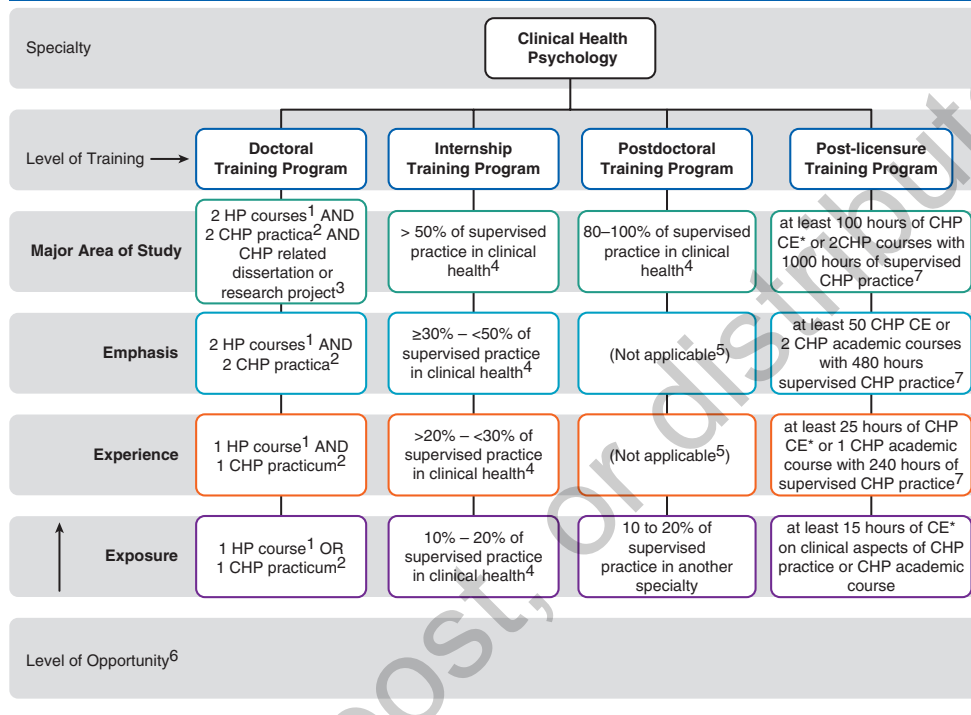 Specialty
Clinical Health
Psychology
Level of Training
Doctoral
Training Program
Internship
Training Program
Postdoctoral
Training Program
Post-licensure
Training Program
Major Area of Study
2 HP courses1 AND
2 CHP practica2 AND
CHP related
dissertation or
research project3
> 50% of supervised
practice in clinical
health4
80–100% of supervised
practice in clinical
health4
at least 100 hours of CHP
CE* or 2CHP courses with
1000 hours of supervised
CHP practice7
Emphasis
2 HP courses1 AND
2 CHP practica2
≥30% – <50% of
supervised practice
in clinical health4
(Not applicable5)
at least 50 CHP CE or
2 CHP academic courses
with 480 hours
supervised CHP practice7
Experience
1 HP course1 AND
1 CHP practicum2
>20% – <30% of
supervised practice
in clinical health4
(Not applicable5)
at least 25 hours of CHP
CE* or 1 CHP academic
course with 240 hours of
supervised CHP practice7
Exposure
1 HP course1 OR
1 CHP practicum2
10% – 20% of
supervised practice
in clinical health4
10 to 20% of
supervised
practice in another
specialty
at least 15 hours of CE*
on clinical aspects of CHP
practice or CHP academic
course
Level of Opportunity6
post, or distribut